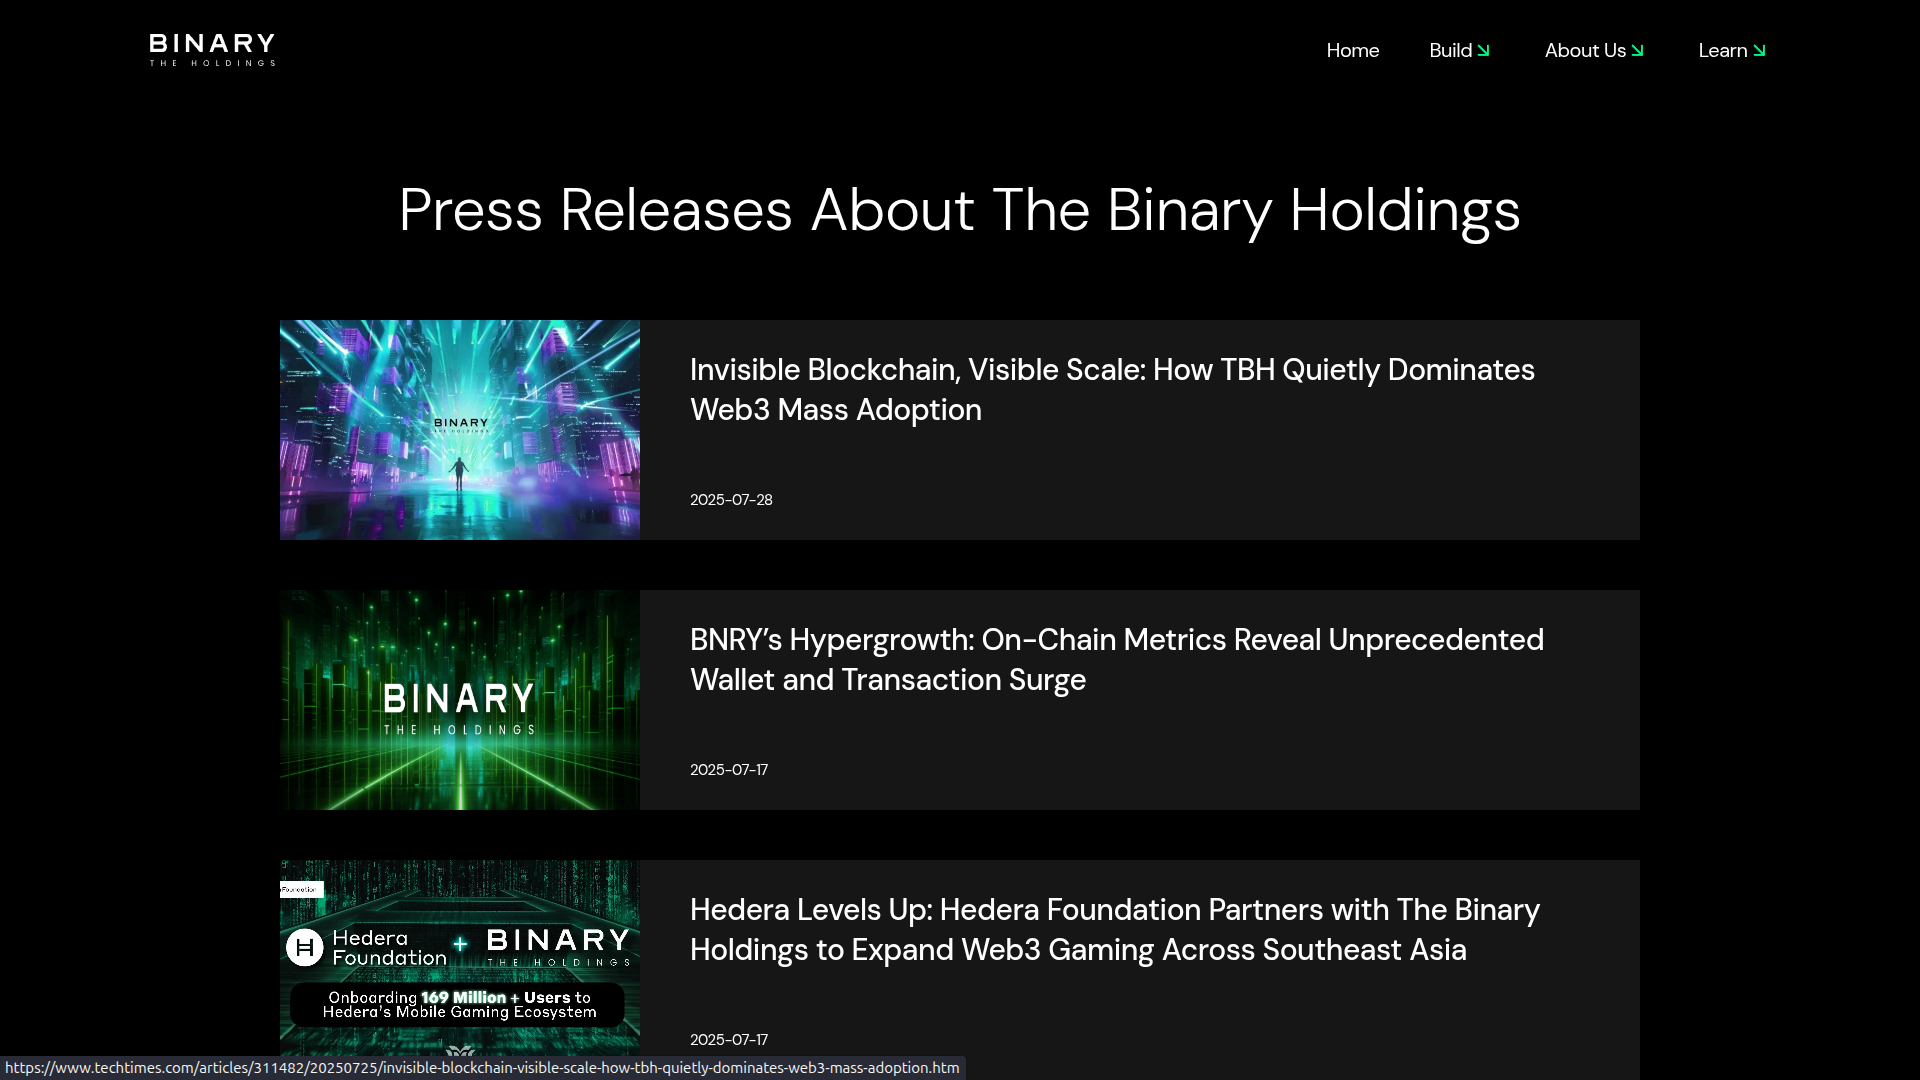 BINARY
THE HOLDINGS
Home
Build
About Us
Learn
Press Releases About The Binary Holdings
BINARY
THE HOLDINGS
Invisible Blockchain, Visible Scale: How TBH Quietly Dominates
Web3 Mass Adoption
2025-07-28
BINARY
THE HOLDINGS
BNRY’s Hypergrowth: On-Chain Metrics Reveal Unprecedented
Wallet and Transaction Surge
2025-07-17
Foundation
Hedera
Foundation
+
BINARY
THE HOLDINGS
Onboarding 169 Million + Users to
Hedera's Mobile Gaming Ecosystem
Hedera Levels Up: Hedera Foundation Partners with The Binary
Holdings to Expand Web3 Gaming Across Southeast Asia
2025-07-17
https://www.techtimes.com/articles/311482/20250725/invisible-blockchain-visible-scale-how-tbh-quietly-dominates-web3-mass-adoption.htm